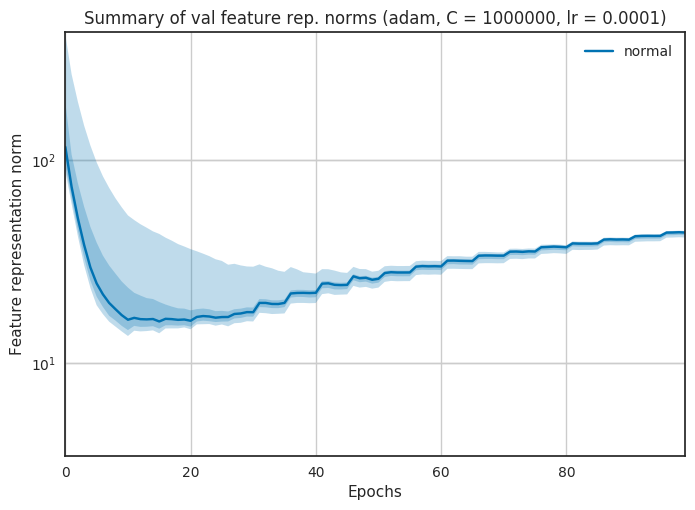 Summary of val feature rep. norms (adam, C = 1000000, lr = 0.0001)
normal
Feature representation norm
10²
10¹
0 20 40 60 80
Epochs